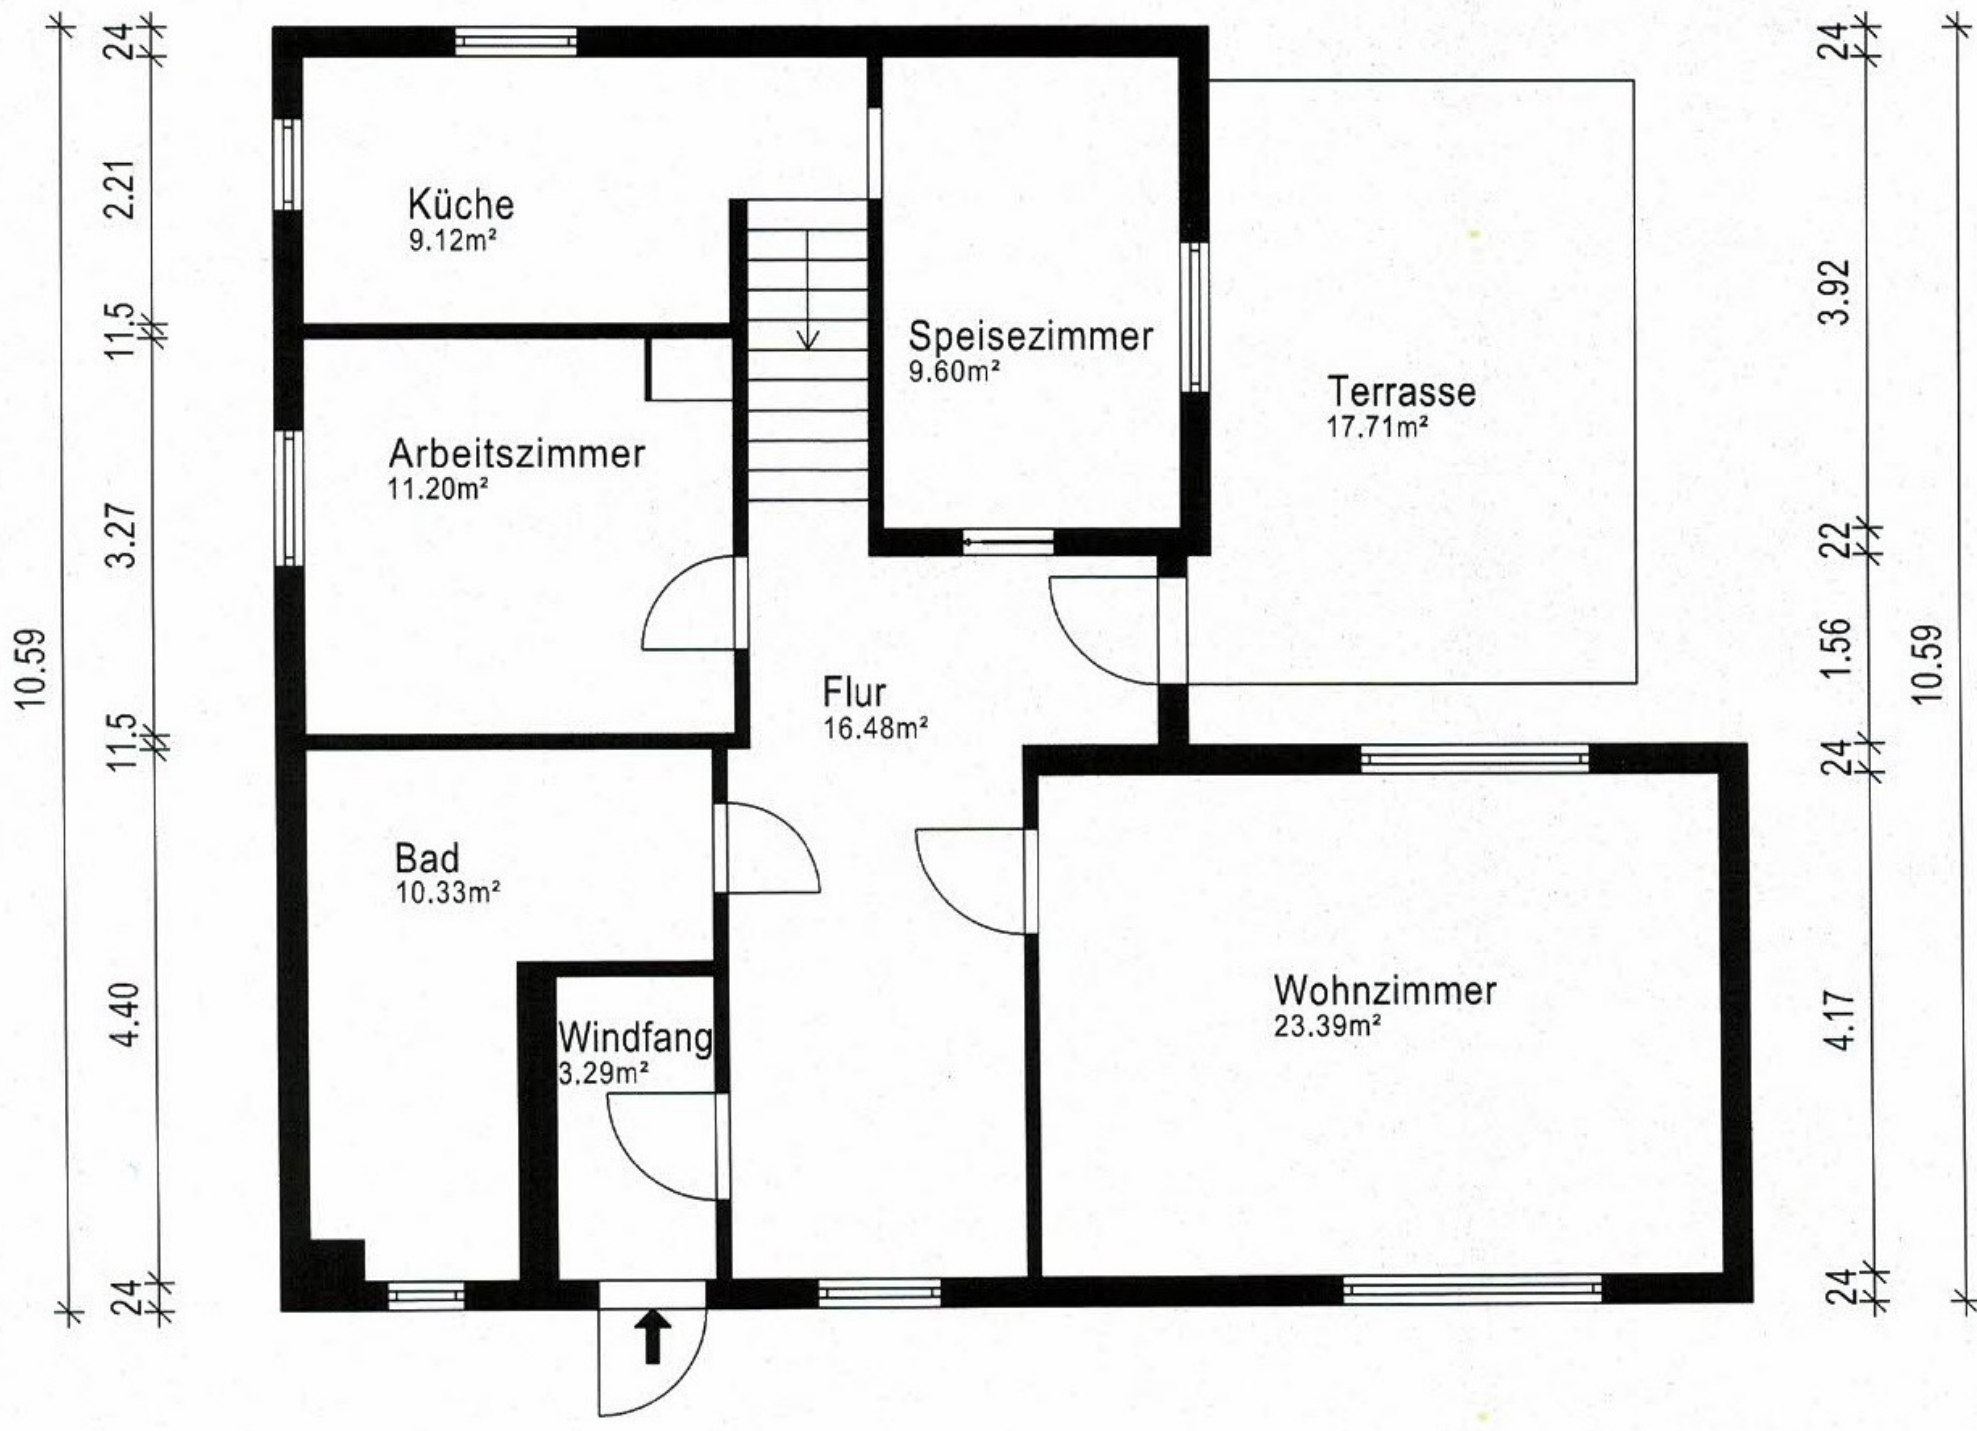 24
2.21
11.5
3.27
11.5
4.40
24
10.59
Küche
9.12m²
Speisezimmer
9.60m²
Terrasse
17.71m²
Arbeitszimmer
11.20m²
Flur
16.48m²
Bad
10.33m²
Windfang
3.29m²
Wohnzimmer
23.39m²
24
3.92
22
1.56
24
4.17
24
10.59